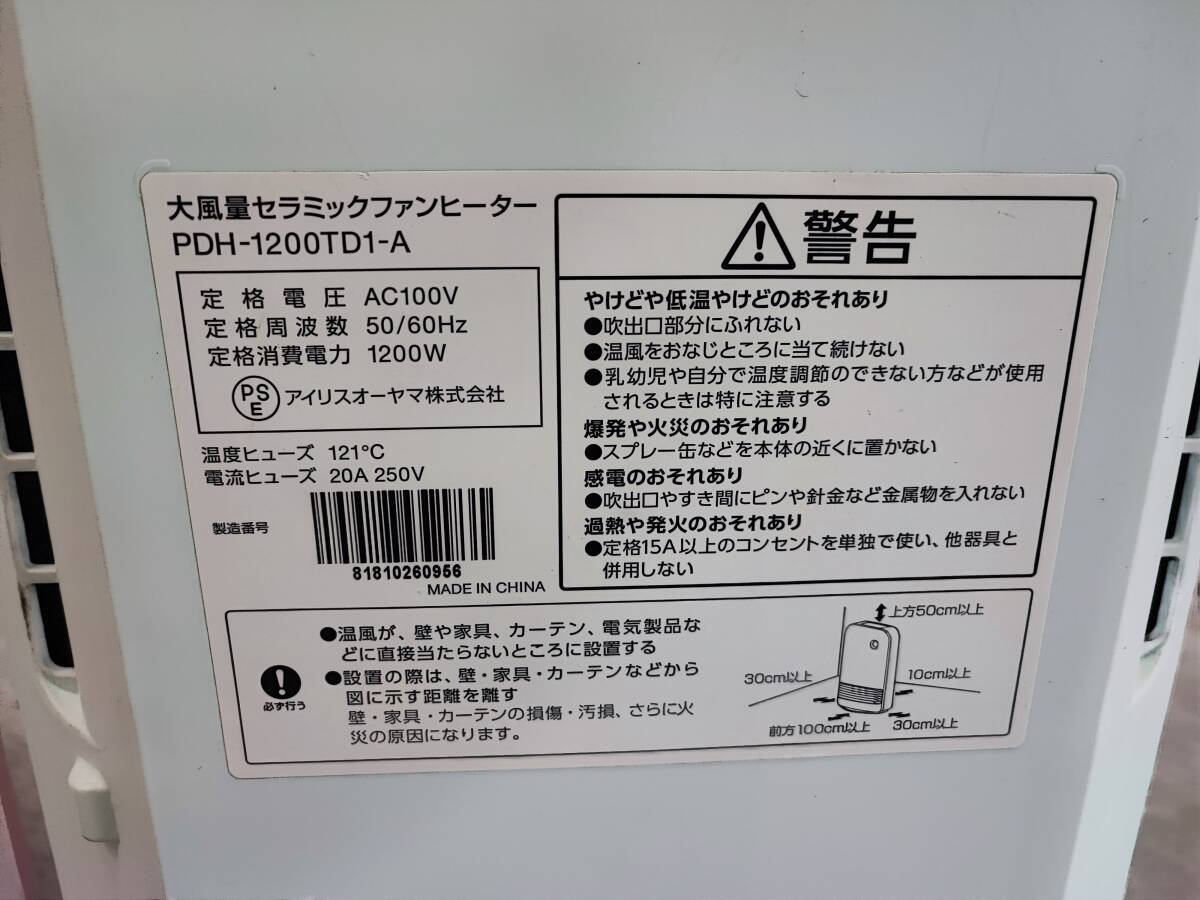 大風量セラミックファンヒーター
PDH-1200TD1-A
定格電圧 AC100V
定格周波数 50/60Hz
定格消費電力 1200W
PSE アイリスオーヤマ株式会社
温度ヒューズ 121℃
電流ヒューズ 20A 250V
製造番号
81810260956
MADE IN CHINA
警告
やけどや低温やけどのおそれあり
●吹出口部分にふれない
●温風をおなじところに当て続けない
●乳幼児や自分で温度調節のできない方などが使用
されるときは特に注意する
爆発や火災のおそれあり
●スプレー缶などを本体の近くに置かない
感電のおそれあり
●吹出口やすき間にピンや針金など金属物を入れない
過熱や発火のおそれあり
●定格15A以上のコンセントを単独で使い、他器具と
併用しない
必ず行う
●温風が、壁や家具、カーテン、電気製品な
どに直接当たらないところに設置する
●設置の際は、壁・家具・カーテンなどから
図に示す距離を離す
壁・家具・カーテンの損傷・汚損、さらに火
災の原因になります。
上方50cm以上
30cm以上
10cm以上
前方100cm以上
30cm以上